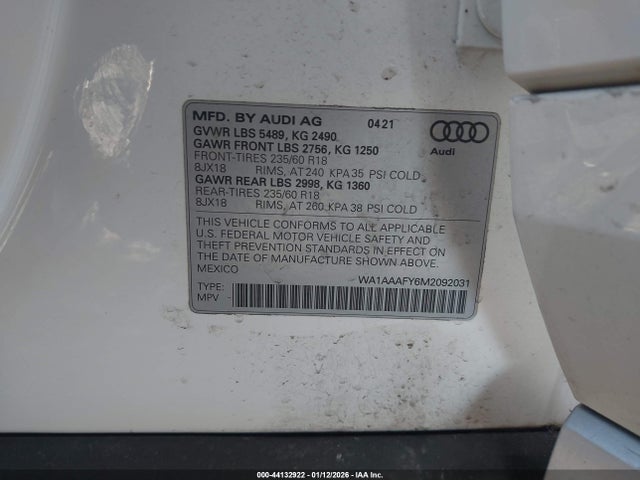 MFD. BY AUDI AG 04 21
GVWR LBS 5489, KG 2490
GAWR FRONT LBS 2756, KG 1250
FRONT-TIRES 235/60 R18
8JX18 RIMS, AT 240 KPA 35 PSI COLD
GAWR REAR LBS 2998, KG 1360
REAR-TIRES 235/60 R18
8JX18 RIMS, AT 260 KPA 38 PSI COLD
Audi
THIS VEHICLE CONFORMS TO ALL APPLICABLE
U.S. FEDERAL MOTOR VEHICLE SAFETY AND
THEFT PREVENTION STANDARDS IN EFFECT ON
THE DATE OF MANUFACTURE SHOWN ABOVE.
MEXICO
WA1AAAFY6M2092031
TYPE:
MPV
000-44132922 - 01/12/2026 - IAA Inc.